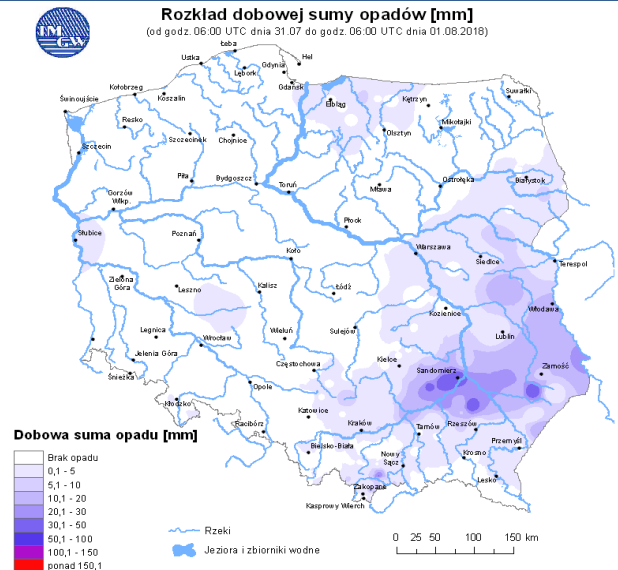 Rozkład dobowej sumy opadów [mm]
(od godz. 06:00 UTC dnia 31.07 do godz. 06:00 UTC dnia 01.08.2018)
IMGW
Łeba
Hel
Ustka
Gdynia
Lębork
Gdańsk
Kołobrzeg
Koszalin
Świnoujście
Elbląg
Kętrzyn
Suwałki
Resko
Szczecinek
Chojnice
Olsztyn
Mikołajki
Szczecin
Piła
Bydgoszcz
Toruń
Mława
Ostrołęka
Białystok
Gorzów
Wlkp.
Płock
Słubice
Poznań
Koło
Warszawa
Siedlce
Terespol
Zielona
Góra
Leszno
Kalisz
Łódź
Kozienice
Włodawa
Legnica
Wrocław
Wieluń
Sulejów
Lublin
Jelenia Góra
Śnieżka
Częstochowa
Kielce
Sandomierz
Zamość
Opole
Kłodzko
Racibórz
Katowice
Kraków
Tarnów
Rzeszów
Bielsko-Biała
Nowy
Sącz
Krosno
Przemyśl
Lesko
Zakopane
Kasprowy Wierch
Dobowa suma opadu [mm]
Brak opadu
0,1 - 5
5,1 - 10
10,1 - 20
20,1 - 30
30,1 - 50
50,1 - 100
100,1 - 150
ponad 150,1
Rzeki
Jeziora i zbiorniki wodne
0 25 50 100 150 km